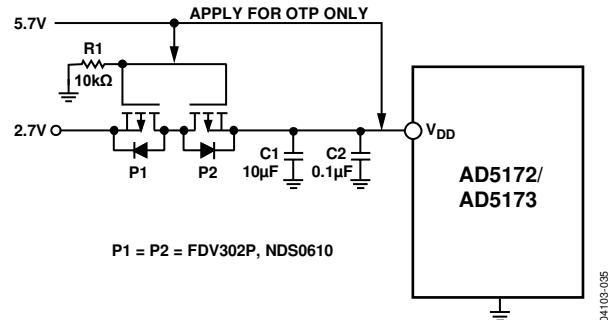 APPLY FOR OTP ONLY
5.7V
R1
10kΩ
2.7V
P1
P2
C1
10µF
C2
0.1µF
VDD
AD5172/
AD5173
P1 = P2 = FDV302P, NDS0610
04103-035